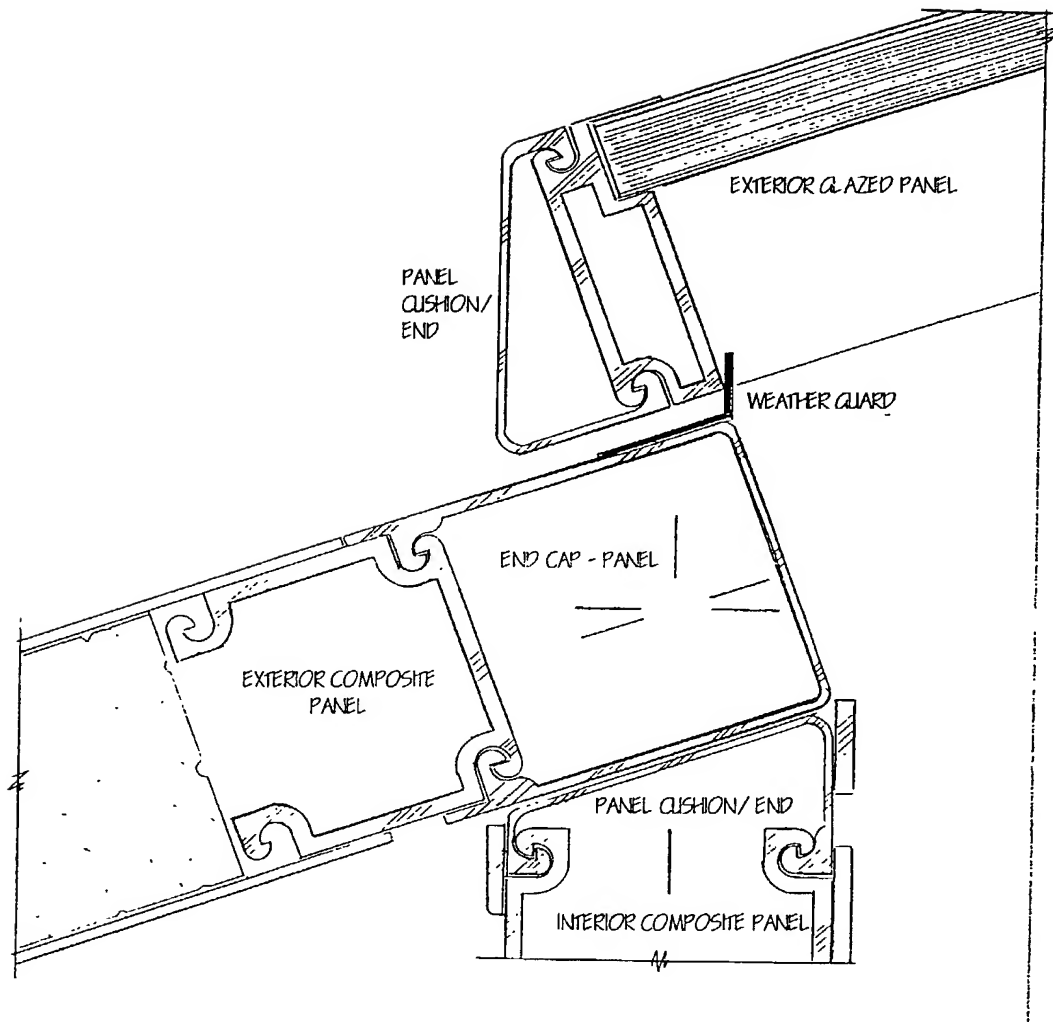 EXTERIOR GLAZED PANEL
PANEL
CUSHION/
END
WEATHER GUARD
END CAP - PANEL
EXTERIOR COMPOSITE
PANEL
PANEL CUSHION/ END
INTERIOR COMPOSITE PANEL